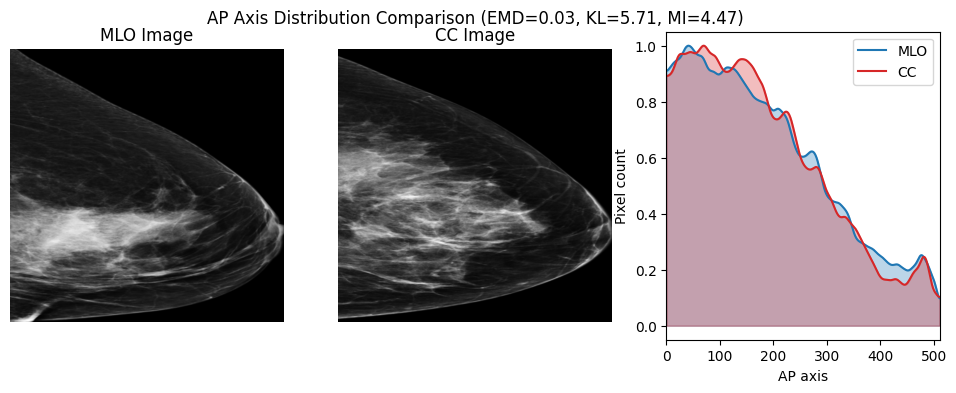 AP Axis Distribution Comparison (EMD=0.03, KL=5.71, MI=4.47)
MLO Image
CC Image
MLO
CC
1.0
0.8
0.6
0.4
0.2
0.0
Pixel count
0 100 200 300 400 500
AP axis